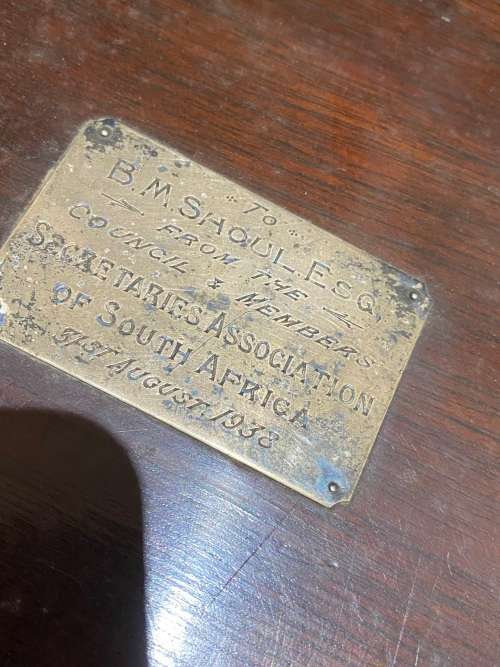 To
B.M. SHOUL, ESQ.
FROM THE
COUNCIL & MEMBERS
SECRETARIES ASSOCIATION
OF SOUTH AFRICA
31ST AUGUST. 1938